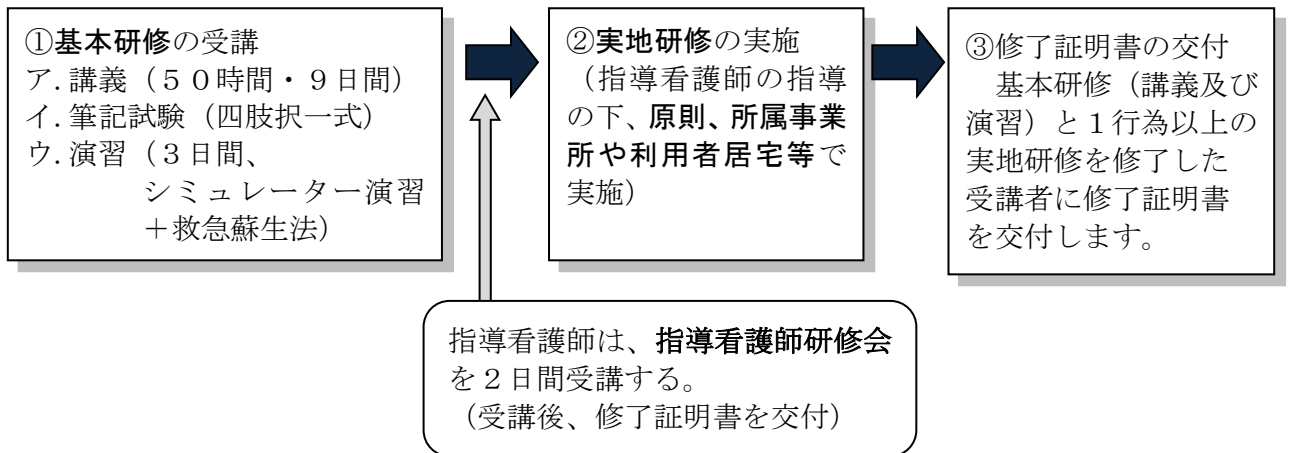 ①基本研修の受講
ア.講義(50時間・9日間)
イ.筆記試験(四肢択一式)
ウ.演習(3日間、
シミュレーター演習
+救急蘇生法)
②実地研修の実施
(指導看護師の指導
の下、原則、所属事業
所や利用者居宅等で
実施)
③修了証明書の交付
基本研修(講義及び
演習)と1行為以上の
実地研修を修了した
受講者に修了証明書
を交付します。
指導看護師は、指導看護師研修会
を2日間受講する。
(受講後、修了証明書を交付)